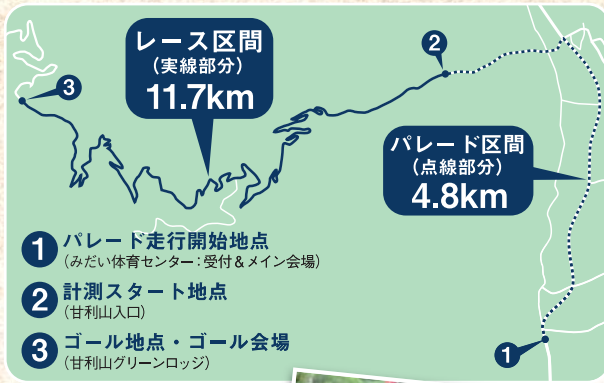 レース区間
(実線部分)
11.7km
パレード区間
(点線部分)
4.8km
3
2
1
1 パレード走行開始地点
(みだい体育センター:受付&メイン会場)
2 計測スタート地点
(甘利山入口)
3 ゴール地点・ゴール会場
(甘利山グリーンロッジ)